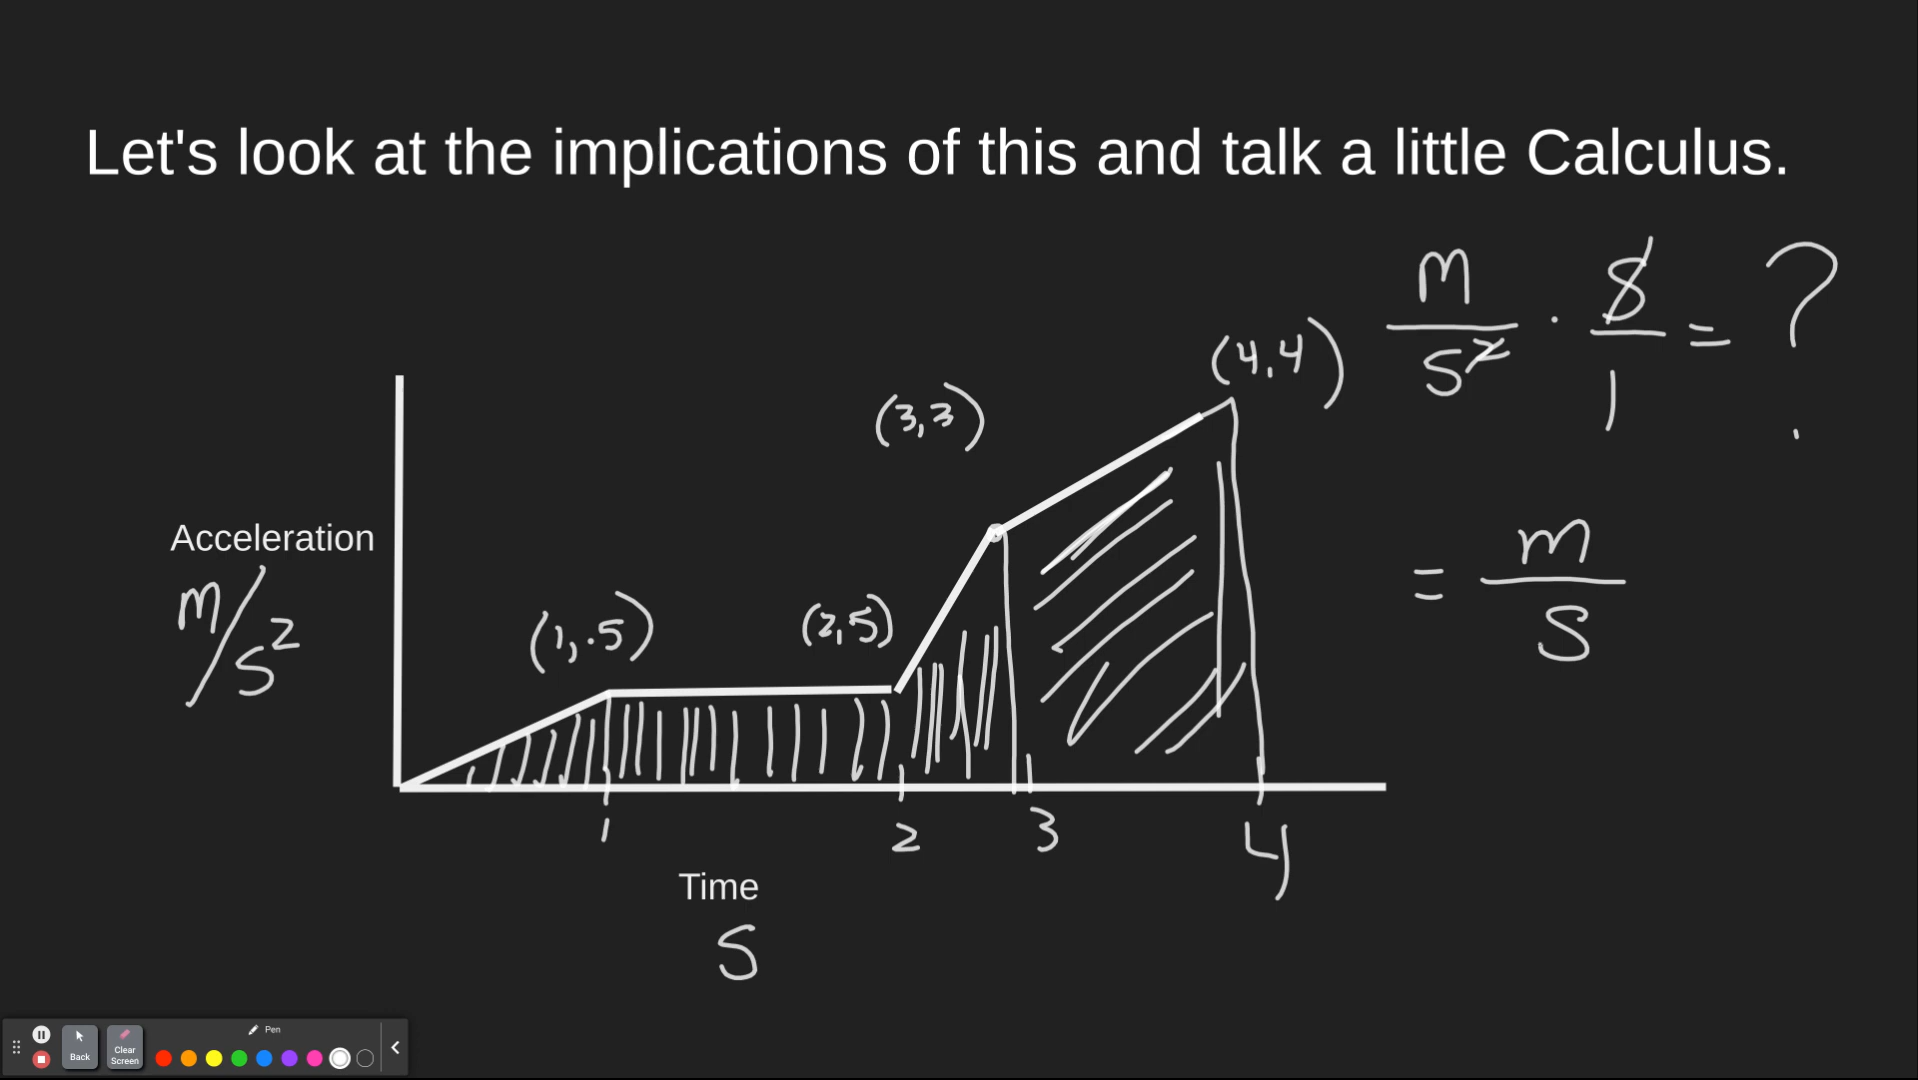 Let's look at the implications of this and talk a little Calculus.
m/s² · s/1 = ?
(4,4)
(3,3)
Acceleration
m/s²
= m/s
(1, .5)
(2,.5)
1 2 3 4
Time
S
Pen
Back
Clear
Screen